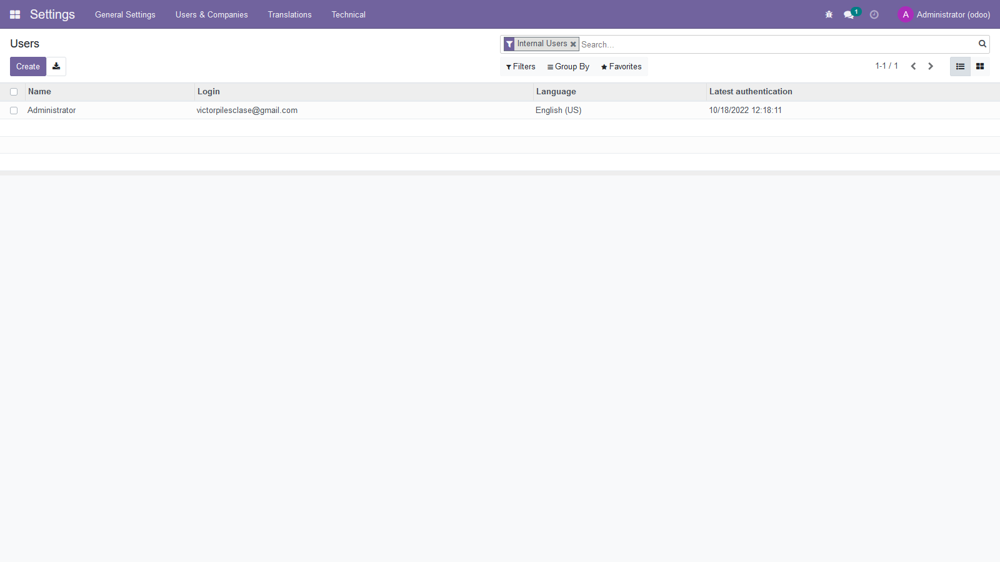 Settings General Settings Users & Companies Translations Technical 1 A Administrator (odoo)
Users
Internal Users Search...
Create Filters Group By Favorites 1-1 / 1
Name Login Language Latest authentication
Administrator victorpilesclase@gmail.com English (US) 10/18/2022 12:18:11